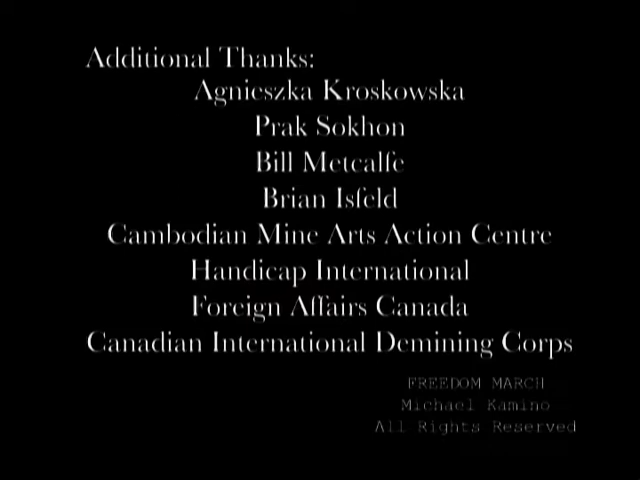 Additional Thanks:
Agnieszka Kroskowska
Prak Sokhon
Bill Metcalfe
Brian Isfeld
Cambodian Mine Arts Action Centre
Handicap International
Foreign Affairs Canada
Canadian International Demining Corps
FREEDOM MARCH
Michael Kamino
All Rights Reserved